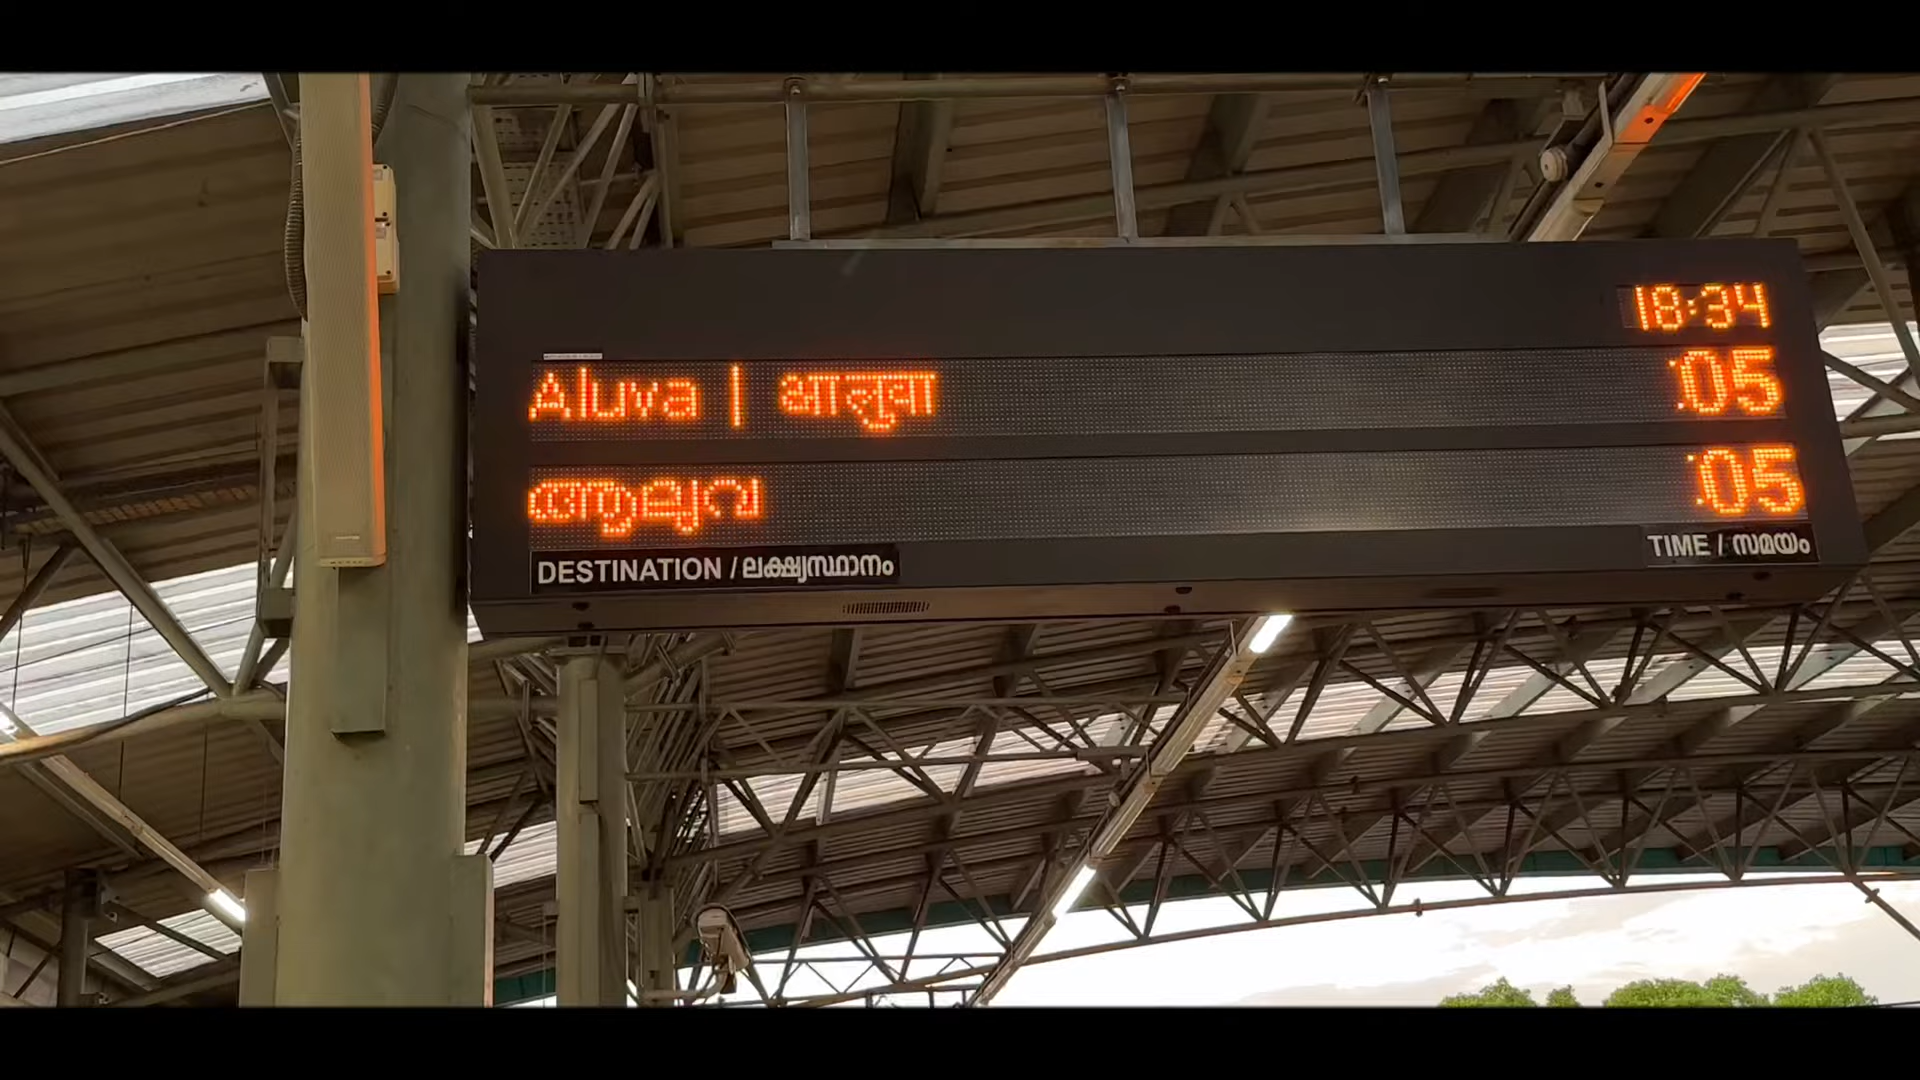 18:34
Aluva | आलुवा :05
ആലുവ :05
DESTINATION / ലക്ഷ്യസ്ഥാനം TIME / സമയം